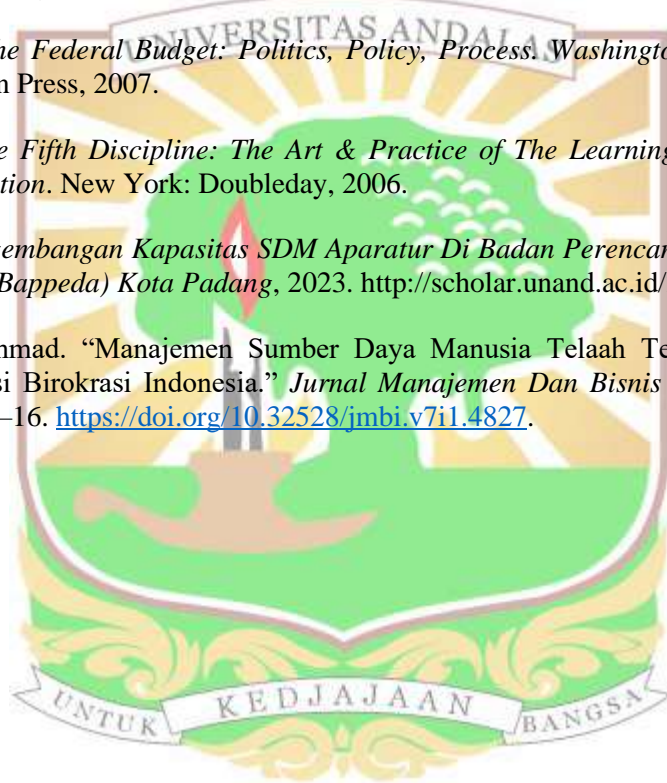 UNIVERSITAS ANDALAS
he Federal Budget: Politics, Policy, Process. Washingto
n Press, 2007.
e Fifth Discipline: The Art & Practice of The Learning
tion. New York: Doubleday, 2006.
gembangan Kapasitas SDM Aparatur Di Badan Perencan
(Bappeda) Kota Padang, 2023. http://scholar.unand.ac.id/
hmad. “Manajemen Sumber Daya Manusia Telaah Te
si Birokrasi Indonesia.” Jurnal Manajemen Dan Bisnis
–16. https://doi.org/10.32528/jmbi.v7i1.4827.
UNTUK KEDJAJAAN BANGSA